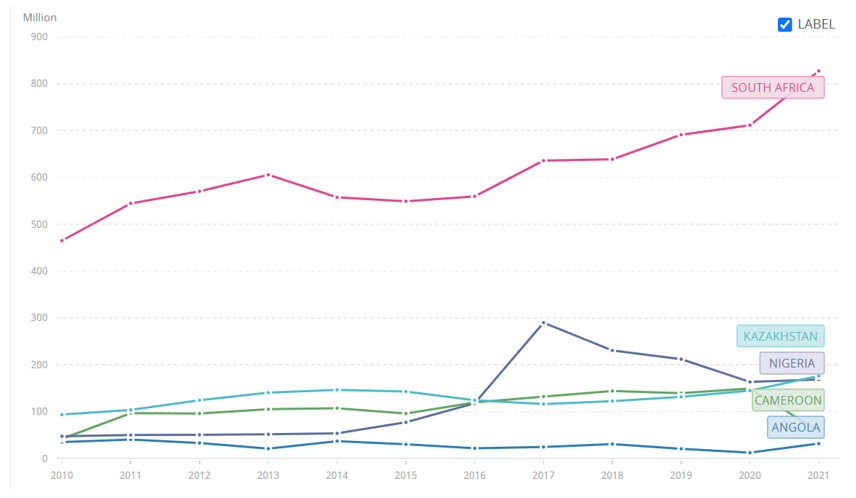 Million
LABEL
900
800
SOUTH AFRICA
700
600
500
400
300
KAZAKHSTAN
NIGERIA
200
CAMEROON
100
ANGOLA
0
2010 2011 2012 2013 2014 2015 2016 2017 2018 2019 2020 2021